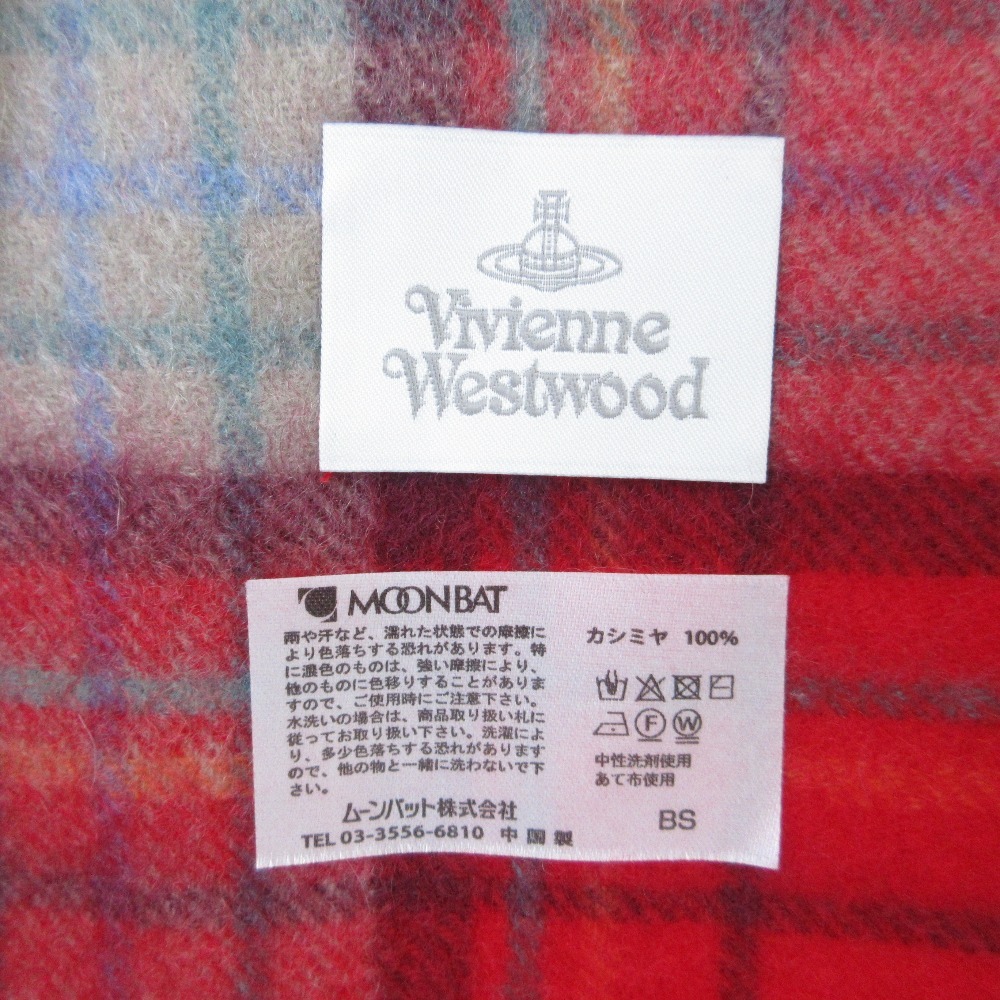 Vivienne
Westwood
MOONBAT
雨や汗など、濡れた状態での摩擦に
より色落ちする恐れがあります。特
に濃色のものは、強い摩擦により、
他のものに色移りすることがありま
すので、ご使用時にご注意下さい。
水洗いの場合は、商品取り扱い札に
従ってお取り扱い下さい。洗濯によ
り、多少色落ちする恐れがあります
ので、他の物と一緒に洗わないで下
さい。
ムーンバット株式会社
TEL 03-3556-6810 中国製
カシミヤ 100%
F W
中性洗剤使用
あて布使用
BS